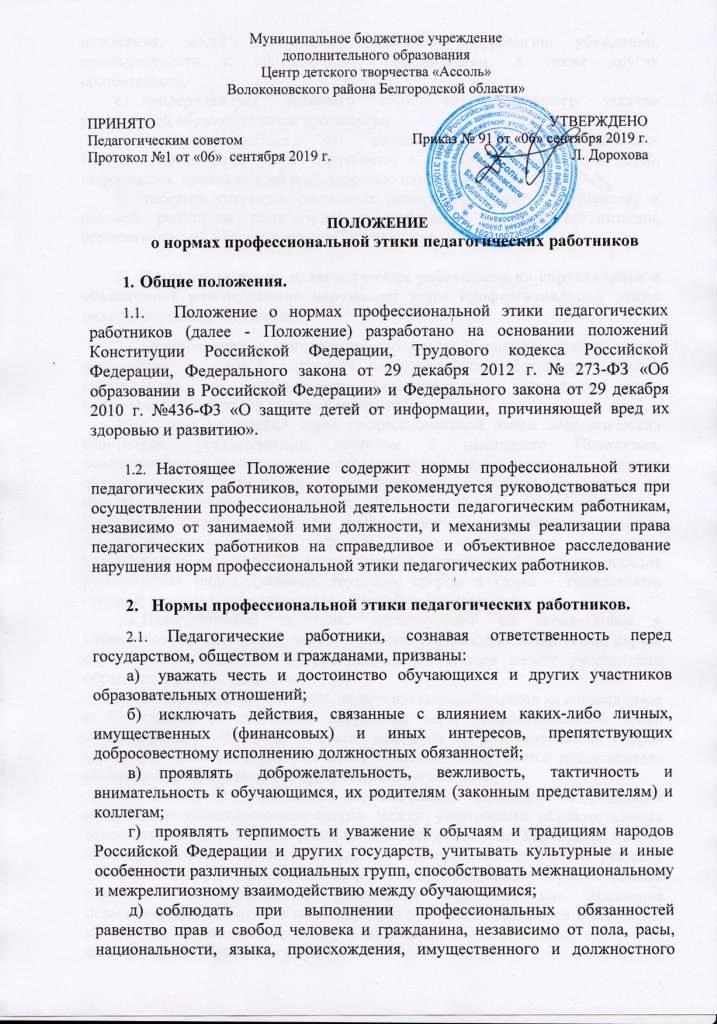 Муниципальное бюджетное учреждение
дополнительного образования
Центр детского творчества «Ассоль»
Волоконовского района Белгородской области»
ПРИНЯТО
Педагогическим советом
Протокол №1 от «06» сентября 2019 г.
УТВЕРЖДЕНО
Приказ № 91 от «06» сентября 2019 г.
Л. Дорохова
ПОЛОЖЕНИЕ
о нормах профессиональной этики педагогических работников
1. Общие положения.
1.1. Положение о нормах профессиональной этики педагогических
работников (далее - Положение) разработано на основании положений
Конституции Российской Федерации, Трудового кодекса Российской
Федерации, Федерального закона от 29 декабря 2012 г. № 273-ФЗ «Об
образовании в Российской Федерации» и Федерального закона от 29 декабря
2010 г. №436-ФЗ «О защите детей от информации, причиняющей вред их
здоровью и развитию».
1.2. Настоящее Положение содержит нормы профессиональной этики
педагогических работников, которыми рекомендуется руководствоваться при
осуществлении профессиональной деятельности педагогическим работникам,
независимо от занимаемой ими должности, и механизмы реализации права
педагогических работников на справедливое и объективное расследование
нарушения норм профессиональной этики педагогических работников.
2. Нормы профессиональной этики педагогических работников.
2.1. Педагогические работники, сознавая ответственность перед
государством, обществом и гражданами, призваны:
а) уважать честь и достоинство обучающихся и других участников
образовательных отношений;
б) исключать действия, связанные с влиянием каких-либо личных,
имущественных (финансовых) и иных интересов, препятствующих
добросовестному исполнению должностных обязанностей;
в) проявлять доброжелательность, вежливость, тактичность и
внимательность к обучающимся, их родителям (законным представителям) и
коллегам;
г) проявлять терпимость и уважение к обычаям и традициям народов
Российской Федерации и других государств, учитывать культурные и иные
особенности различных социальных групп, способствовать межнациональному
и межрелигиозному взаимодействию между обучающимися;
д) соблюдать при выполнении профессиональных обязанностей
равенство прав и свобод человека и гражданина, независимо от пола, расы,
национальности, языка, происхождения, имущественного и должностного